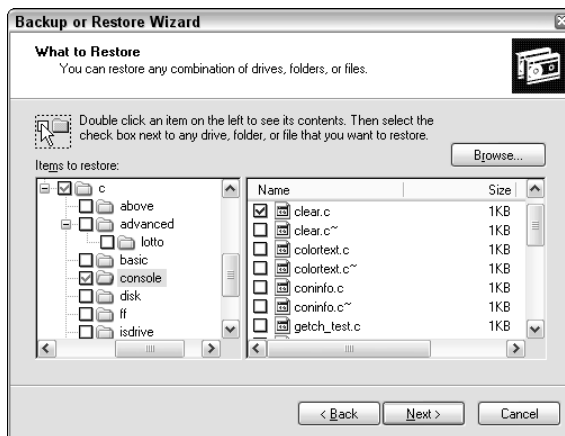 Backup or Restore Wizard
What to Restore
You can restore any combination of drives, folders, or files.
Double click an item on the left to see its contents. Then select the
check box next to any drive, folder, or file that you want to restore.
Browse...
Items to restore:
c
above
advanced
lotto
basic
console
disk
ff
isdrive
Name Size
clear.c 1KB
clear.c~ 1KB
colortext.c 1KB
colortext.c~ 1KB
coninfo.c 1KB
coninfo.c~ 1KB
getch_test.c 1KB
< Back Next > Cancel